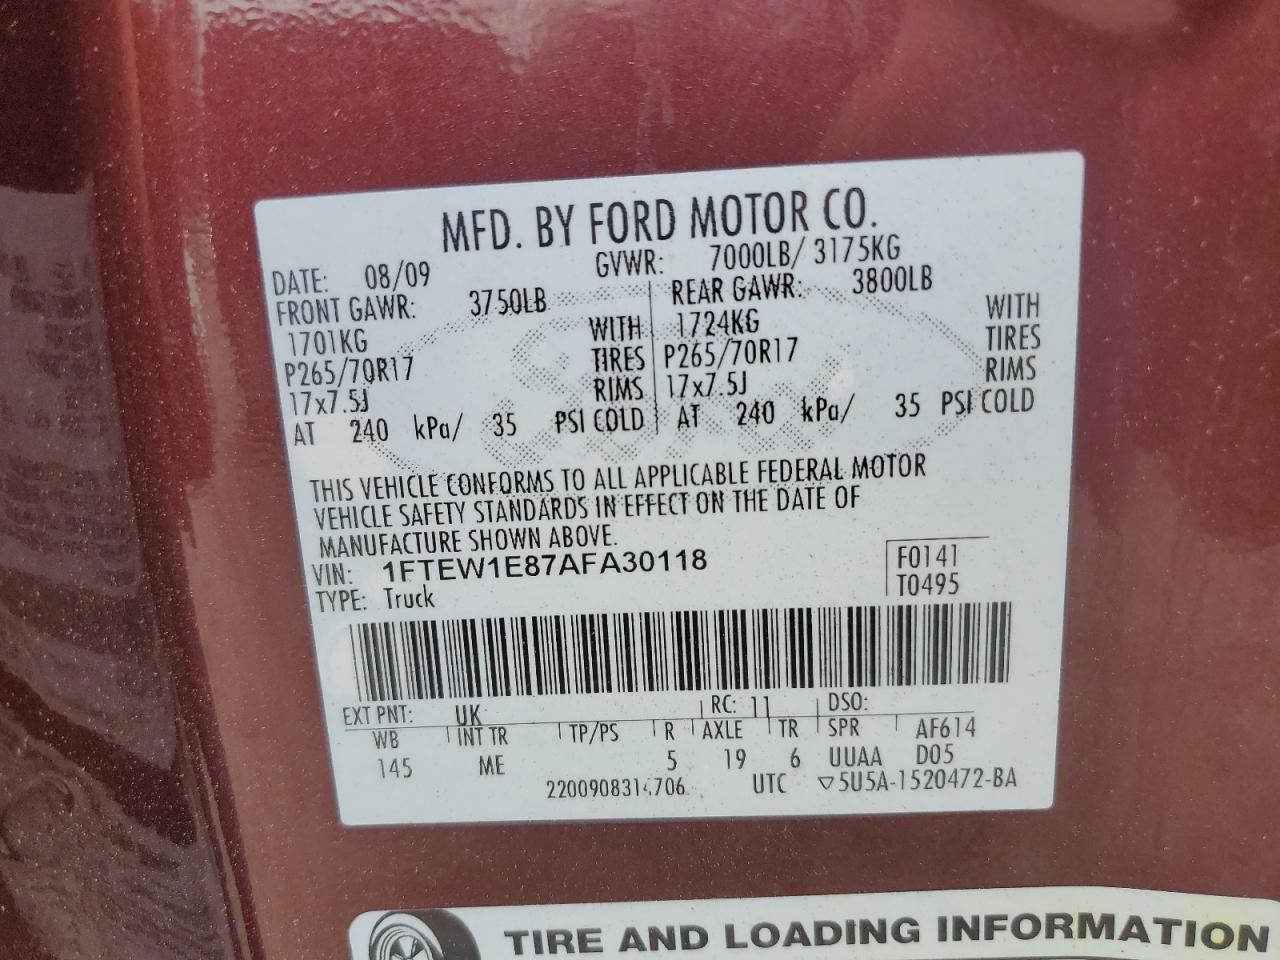 MFD. BY FORD MOTOR CO.
DATE: 08/09 GVWR: 7000LB/ 3175KG
FRONT GAWR: 3750LB REAR GAWR: 3800LB
1701KG WITH 1724KG WITH
P265/70R17 TIRES P265/70R17 TIRES
17x7.5J RIMS 17x7.5J RIMS
AT 240 kPa/ 35 PSI COLD AT 240 kPa/ 35 PSI COLD
THIS VEHICLE CONFORMS TO ALL APPLICABLE FEDERAL MOTOR
VEHICLE SAFETY STANDARDS IN EFFECT ON THE DATE OF
MANUFACTURE SHOWN ABOVE.
VIN: 1FTEW1E87AFA30118 F0141
TYPE: Truck T0495
EXT PNT: UK RC: 11 DSO:
WB INT TR TP/PS R AXLE TR SPR AF614
145 ME 5 19 6 UUAA D05
UTC ▽5U5A-1520472-BA
TIRE AND LOADING INFORMATION